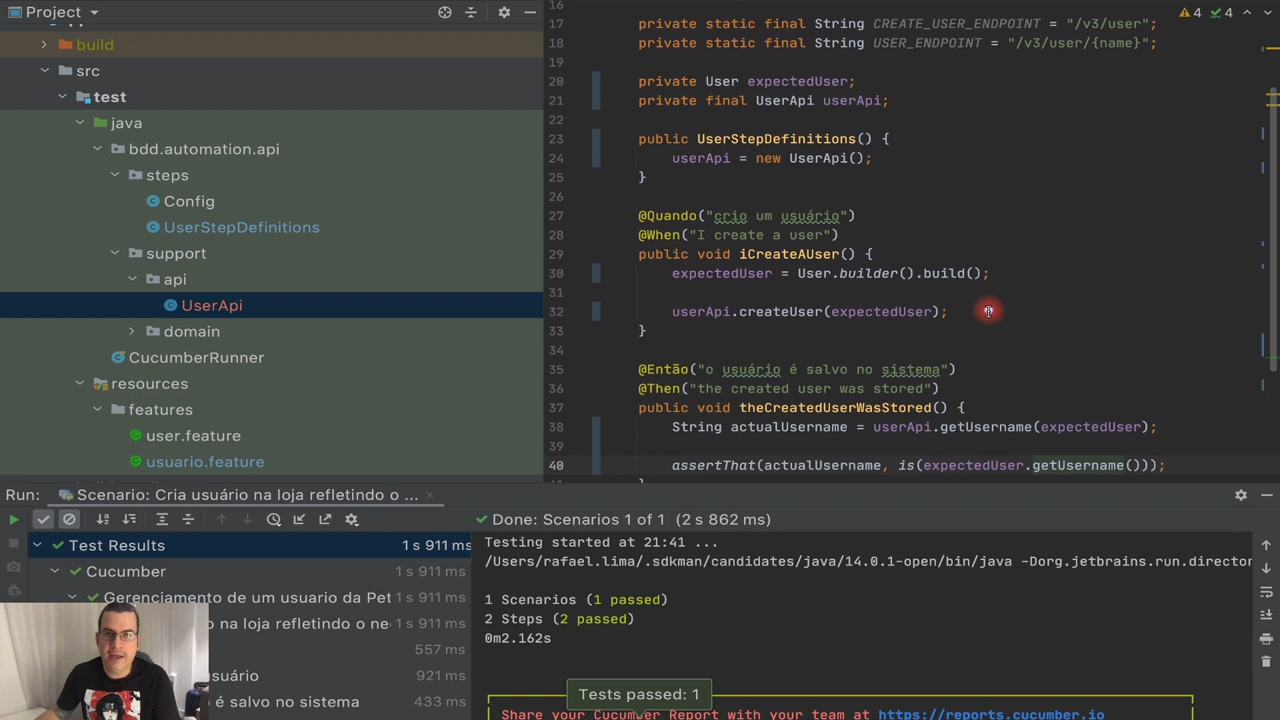 Project
build
src
test
java
bdd.automation.api
steps
Config
UserStepDefinitions
support
api
UserApi
domain
CucumberRunner
resources
features
user.feature
usuario.feature
16
17 private static final String CREATE_USER_ENDPOINT = "/v3/user";
18 private static final String USER_ENDPOINT = "/v3/user/{name}";
19
20 private User expectedUser;
21 private final UserApi userApi;
22
23 public UserStepDefinitions() {
24 userApi = new UserApi();
25 }
26
27 @Quando("crio um usuário")
28 @When("I create a user")
29 public void iCreateAUser() {
30 expectedUser = User.builder().build();
31
32 userApi.createUser(expectedUser);
33 }
34
35 @Então("o usuário é salvo no sistema")
36 @Then("the created user was stored")
37 public void theCreatedUserWasStored() {
38 String actualUsername = userApi.getUsername(expectedUser);
39
40 assertThat(actualUsername, is(expectedUser.getUsername()));
4 4
Run: Scenario: Cria usuário na loja refletindo o ...
Test Results 1 s 911 ms
Cucumber 1 s 911 ms
Gerenciamento de um usuario da Pet 1 s 911 ms
o na loja refletindo o ne 1 s 911 ms
557 ms
suário 921 ms
é salvo no sistema 433 ms
Done: Scenarios 1 of 1 (2 s 862 ms)
Testing started at 21:41 ...
/Users/rafael.lima/.sdkman/candidates/java/14.0.1-open/bin/java -Dorg.jetbrains.run.director
1 Scenarios (1 passed)
2 Steps (2 passed)
0m2.162s
Tests passed: 1
Share your Cucumber Report with your team at https://reports.cucumber.io